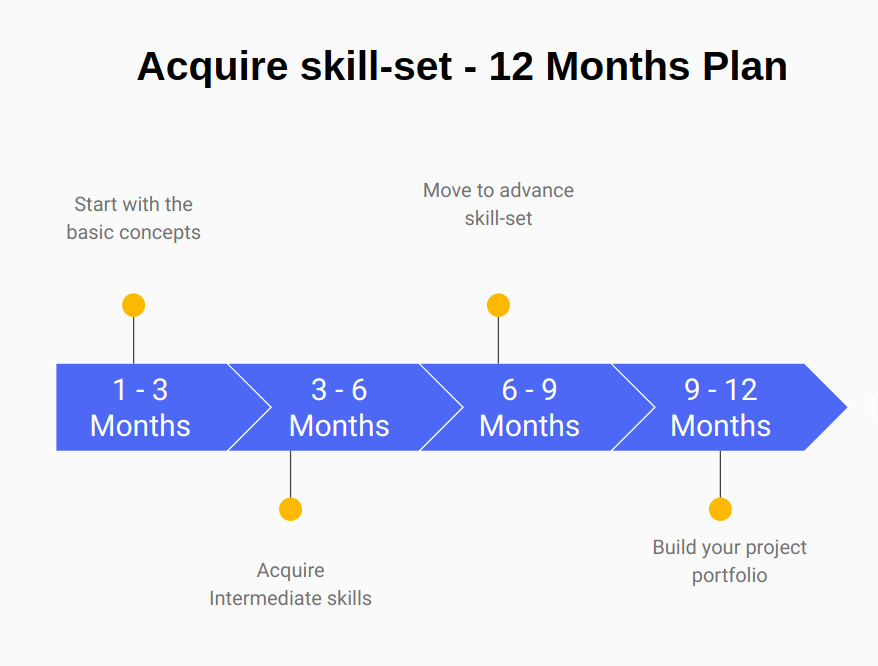 Acquire skill-set - 12 Months Plan
Start with the
basic concepts
Move to advance
skill-set
1 - 3
Months
3 - 6
Months
6 - 9
Months
9 - 12
Months
Acquire
Intermediate skills
Build your project
portfolio